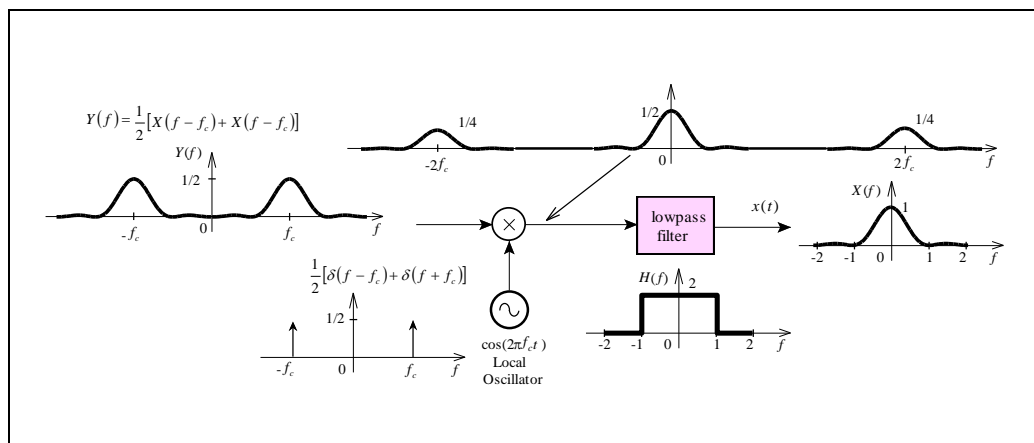 Y(f) = 1/2 [X(f − f_c) + X(f − f_c)]
Y(f)
1/2
-f_c
0
f_c
f
1/4
1/2
1/4
-2f_c
0
2f_c
f
×
lowpass
filter
x(t)
X(f)
1
-2
-1
0
1
2
f
1/2 [δ(f − f_c) + δ(f + f_c)]
1/2
-f_c
0
f_c
f
cos(2πf_c t)
Local
Oscillator
H(f)
2
-2
-1
0
1
2
f